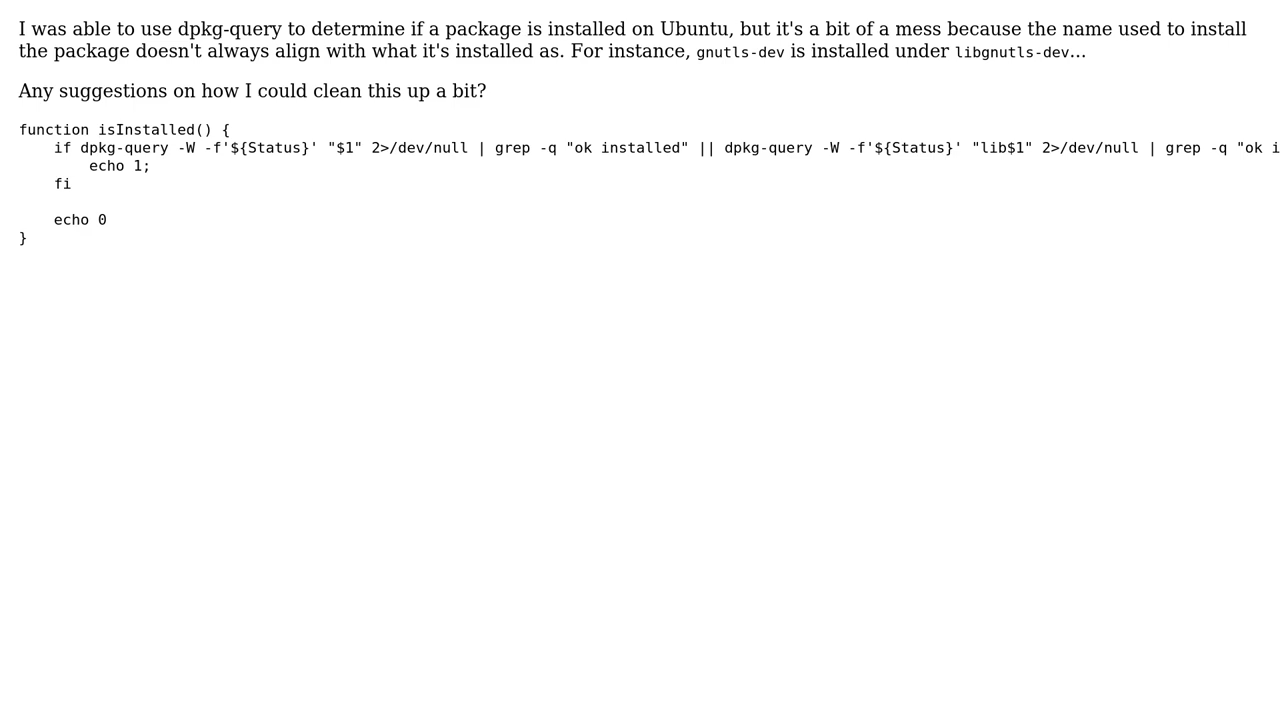 I was able to use dpkg-query to determine if a package is installed on Ubuntu, but it's a bit of a mess because the name used to install
the package doesn't always align with what it's installed as. For instance, gnutls-dev is installed under libgnutls-dev...
Any suggestions on how I could clean this up a bit?
function isInstalled() {
    if dpkg-query -W -f'${Status}' "$1" 2>/dev/null | grep -q "ok installed" || dpkg-query -W -f'${Status}' "lib$1" 2>/dev/null | grep -q "ok i
        echo 1;
    fi
    echo 0
}